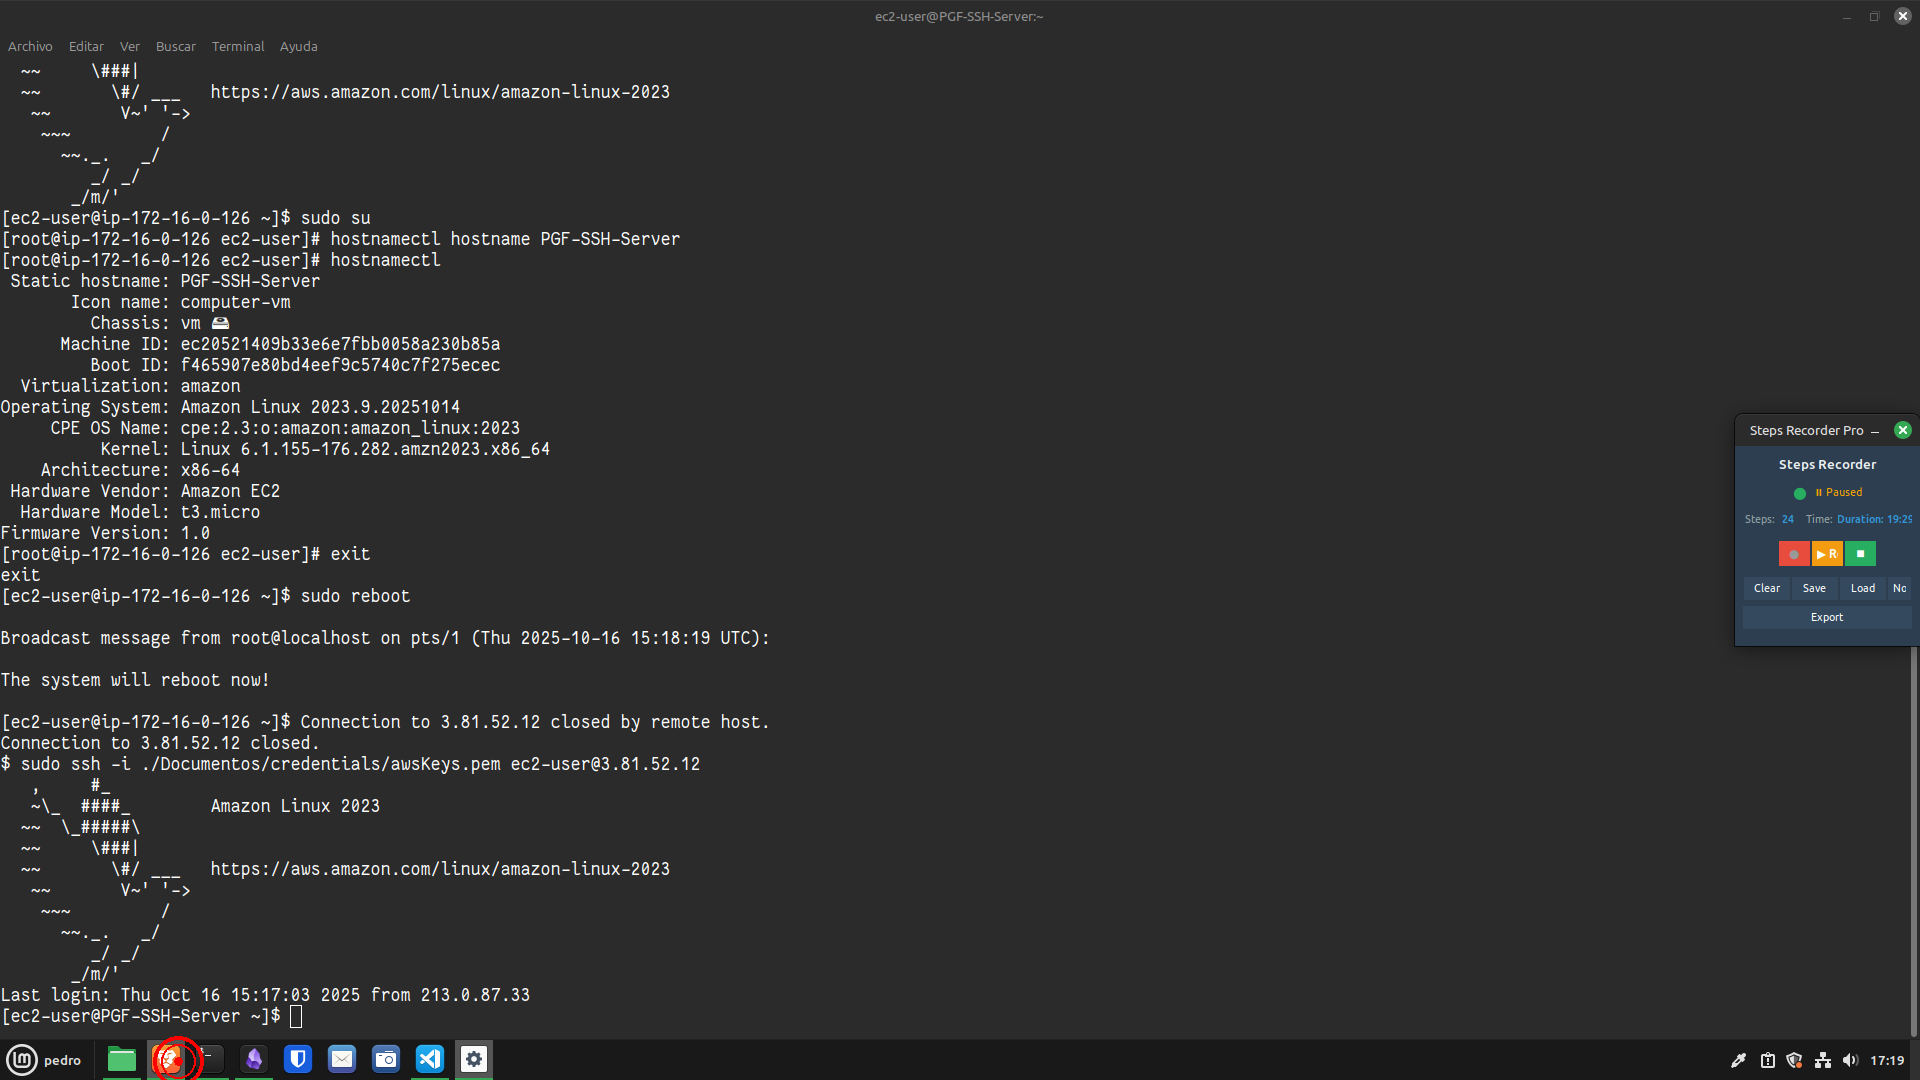 ec2-user@PGF-SSH-Server:~
Archivo Editar Ver Buscar Terminal Ayuda
  ~~     \###|
  ~~       \#/ ___   https://aws.amazon.com/linux/amazon-linux-2023
   ~~       V~' '->
    ~~~         /
      ~~._.   _/
         _/ _/
       _/m/'
[ec2-user@ip-172-16-0-126 ~]$ sudo su
[root@ip-172-16-0-126 ec2-user]# hostnamectl hostname PGF-SSH-Server
[root@ip-172-16-0-126 ec2-user]# hostnamectl
 Static hostname: PGF-SSH-Server
       Icon name: computer-vm
         Chassis: vm 🖴
      Machine ID: ec20521409b33e6e7fbb0058a230b85a
         Boot ID: f465907e80bd4eef9c5740c7f275ecec
  Virtualization: amazon
Operating System: Amazon Linux 2023.9.20251014
     CPE OS Name: cpe:2.3:o:amazon:amazon_linux:2023
          Kernel: Linux 6.1.155-176.282.amzn2023.x86_64
    Architecture: x86-64
 Hardware Vendor: Amazon EC2
  Hardware Model: t3.micro
Firmware Version: 1.0
[root@ip-172-16-0-126 ec2-user]# exit
exit
[ec2-user@ip-172-16-0-126 ~]$ sudo reboot
Broadcast message from root@localhost on pts/1 (Thu 2025-10-16 15:18:19 UTC):
The system will reboot now!
[ec2-user@ip-172-16-0-126 ~]$ Connection to 3.81.52.12 closed by remote host.
Connection to 3.81.52.12 closed.
$ sudo ssh -i ./Documentos/credentials/awsKeys.pem ec2-user@3.81.52.12
   ,     #_
   ~\_  ####_        Amazon Linux 2023
  ~~  \_#####\
  ~~     \###|
  ~~       \#/ ___   https://aws.amazon.com/linux/amazon-linux-2023
   ~~       V~' '->
    ~~~         /
      ~~._.   _/
         _/ _/
       _/m/'
Last login: Thu Oct 16 15:17:03 2025 from 213.0.87.33
[ec2-user@PGF-SSH-Server ~]$
Steps Recorder Pro
Steps Recorder
⏸ Paused
Steps: 24 Time: Duration: 19:29
● ▶ R ■
Clear Save Load No
Export
pedro
17:19